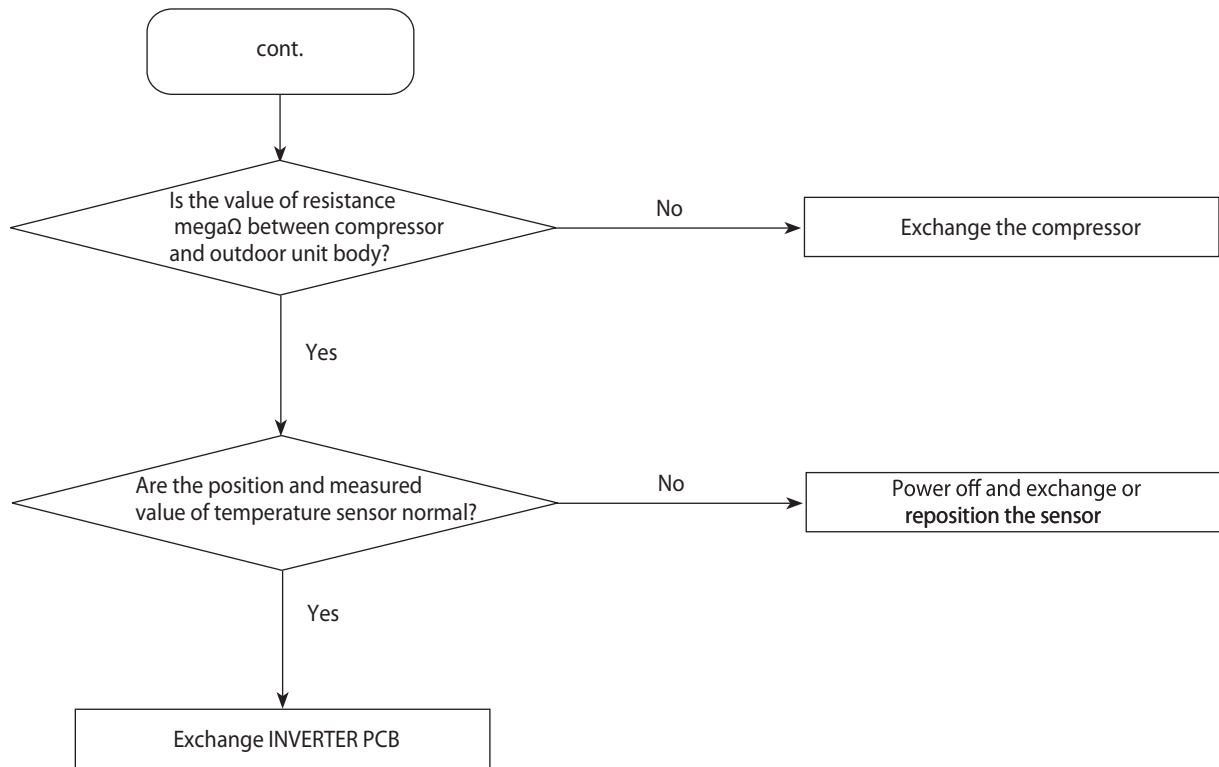 cont.
Is the value of resistance
megaΩ between compressor
and outdoor unit body?
No
Exchange the compressor
Yes
Are the position and measured
value of temperature sensor normal?
No
Power off and exchange or
reposition the sensor
Yes
Exchange INVERTER PCB